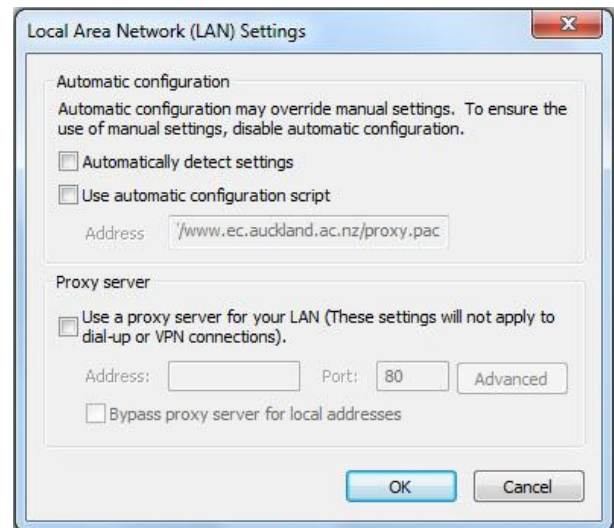 Local Area Network (LAN) Settings
Automatic configuration
Automatic configuration may override manual settings. To ensure the
use of manual settings, disable automatic configuration.
Automatically detect settings
Use automatic configuration script
Address '/www.ec.auckland.ac.nz/proxy.pac
Proxy server
Use a proxy server for your LAN (These settings will not apply to
dial-up or VPN connections).
Address: Port: 80 Advanced
Bypass proxy server for local addresses
OK Cancel